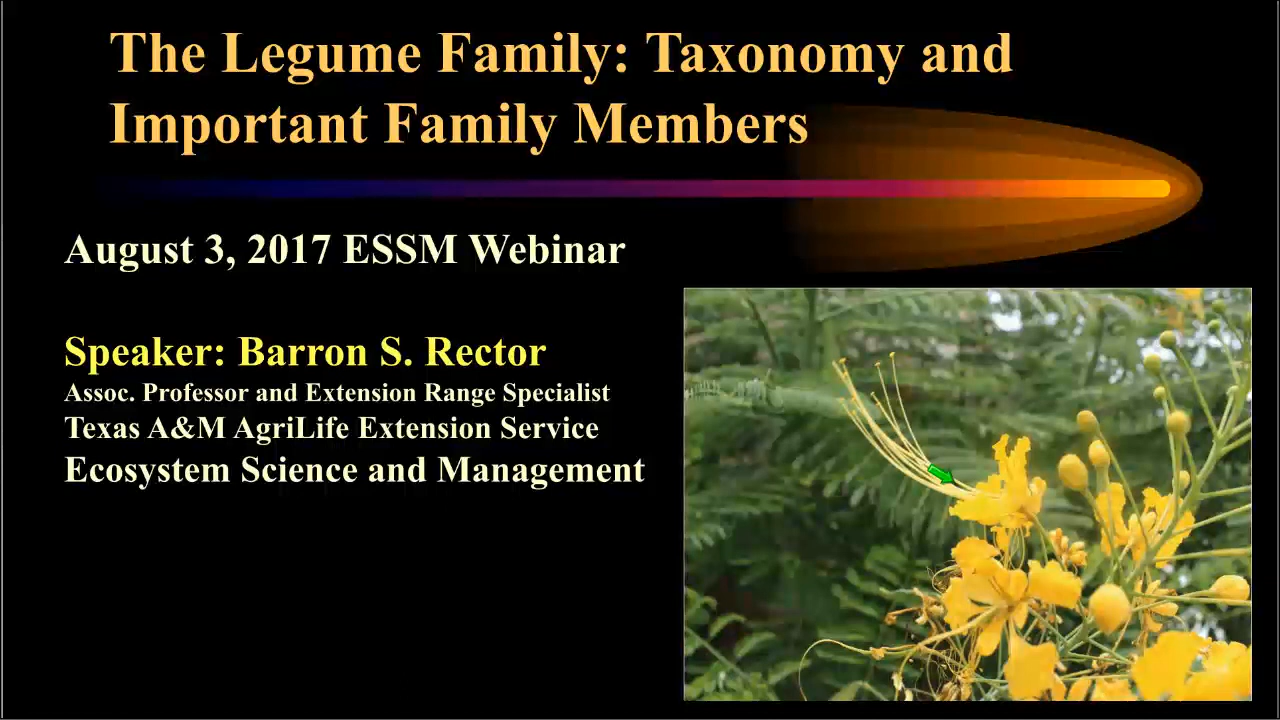 The Legume Family: Taxonomy and
Important Family Members
August 3, 2017 ESSM Webinar
Speaker: Barron S. Rector
Assoc. Professor and Extension Range Specialist
Texas A&M AgriLife Extension Service
Ecosystem Science and Management